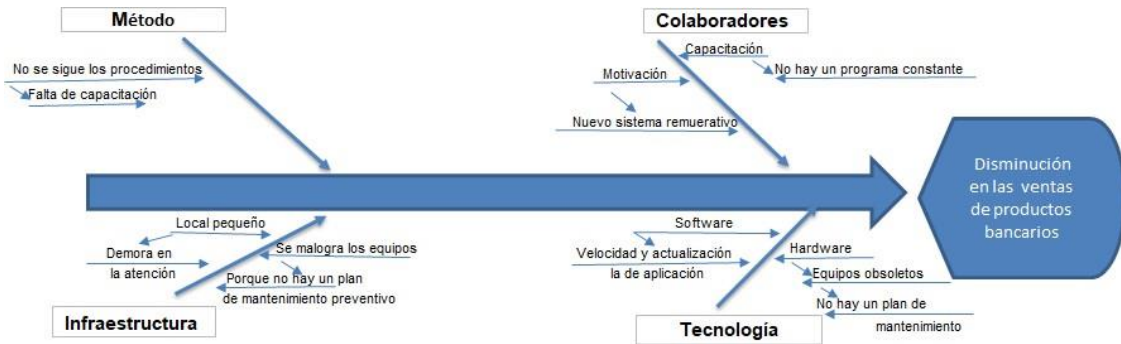 Método
No se sigue los procedimientos
Falta de capacitación
Colaboradores
Capacitación
No hay un programa constante
Motivación
Nuevo sistema remuerativo
Disminución
en las ventas
de productos
bancarios
Local pequeño
Demora en
la atención
Se malogra los equipos
Porque no hay un plan
de mantenimiento preventivo
Infraestructura
Software
Velocidad y actualización
la de aplicación
Hardware
Equipos obsoletos
No hay un plan de
mantenimiento
Tecnología